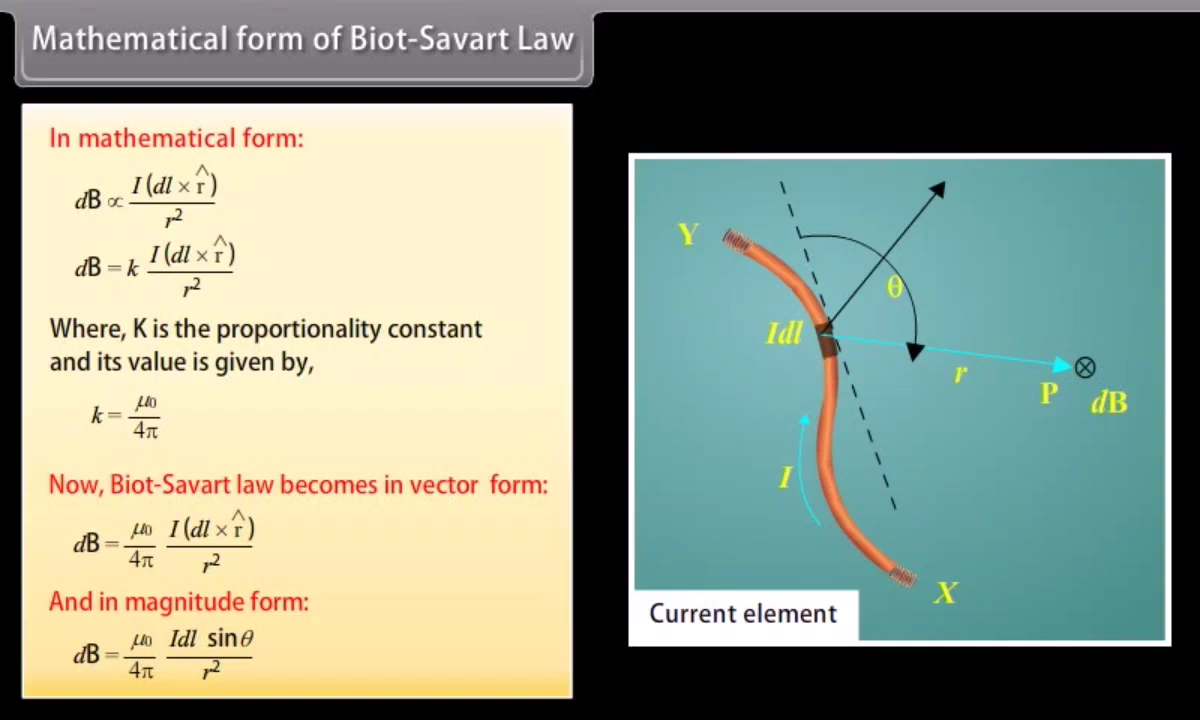 Mathematical form of Biot-Savart Law
In mathematical form:
dB ∝ I (dl × r̂) / r²
dB = k I (dl × r̂) / r²
Where, K is the proportionality constant
and its value is given by,
k = μ₀ / 4π
Now, Biot-Savart law becomes in vector form:
dB = μ₀ / 4π I (dl × r̂) / r²
And in magnitude form:
dB = μ₀ / 4π Idl sinθ / r²
Y
θ
Idl
r
P
dB
I
X
Current element